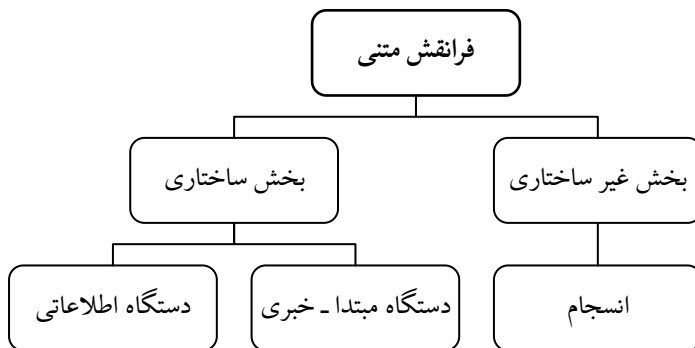 فرانقش متنی
بخش غیر ساختاری
بخش ساختاری
انسجام
دستگاه مبتدا ـ خبری
دستگاه اطلاعاتی